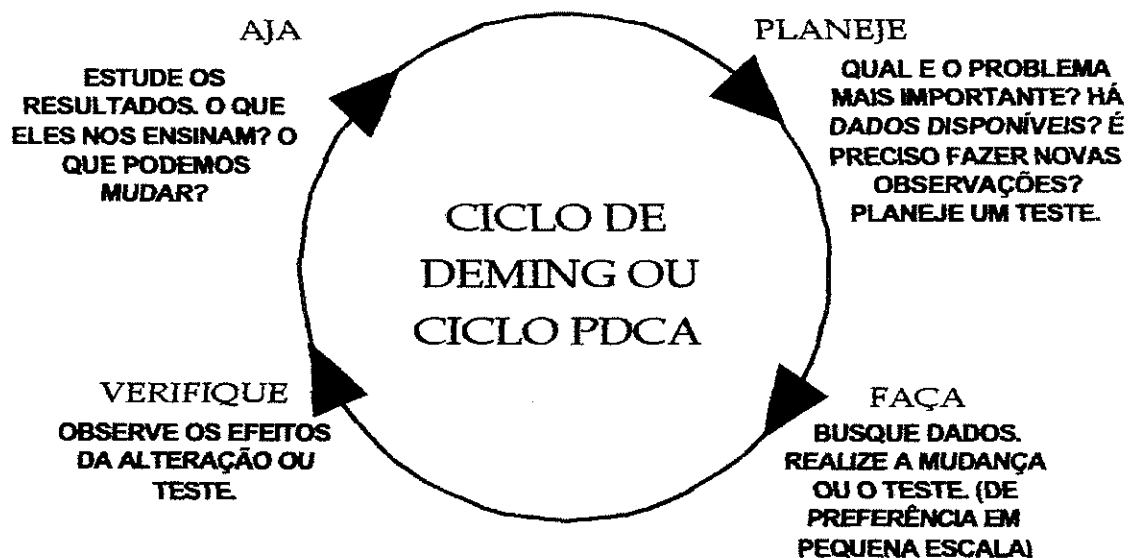 AJA
ESTUDE OS
RESULTADOS. O QUE
ELES NOS ENSINAM? O
QUE PODEMOS
MUDAR?
PLANEJE
QUAL E O PROBLEMA
MAIS IMPORTANTE? HÁ
DADOS DISPONÍVEIS? É
PRECISO FAZER NOVAS
OBSERVAÇÕES?
PLANEJE UM TESTE.
CICLO DE
DEMING OU
CICLO PDCA
VERIFIQUE
OBSERVE OS EFEITOS
DA ALTERAÇÃO OU
TESTE.
FAÇA
BUSQUE DADOS.
REALIZE A MUDANÇA
OU O TESTE. (DE
PREFERÊNCIA EM
PEQUENA ESCALA)